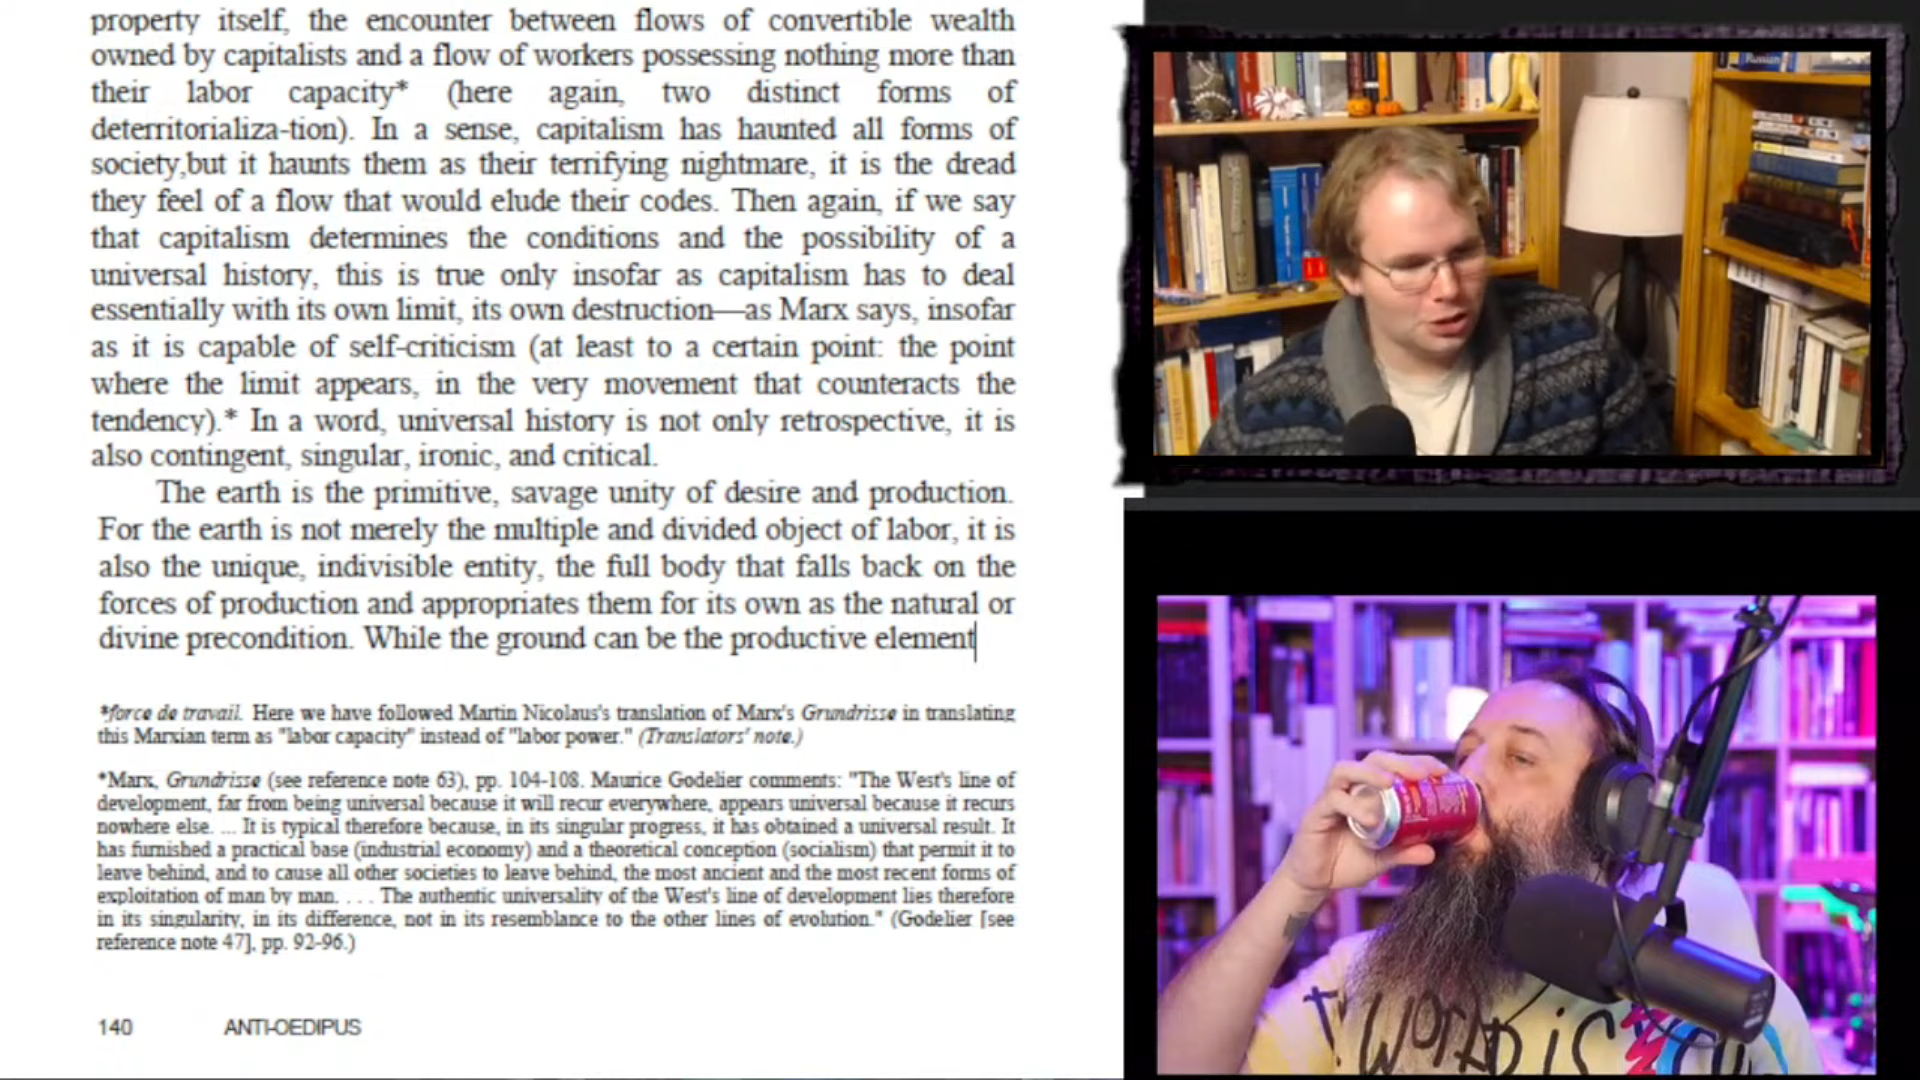 property itself, the encounter between flows of convertible wealth
owned by capitalists and a flow of workers possessing nothing more than
their labor capacity* (here again, two distinct forms of
deterritorializa-tion). In a sense, capitalism has haunted all forms of
society,but it haunts them as their terrifying nightmare, it is the dread
they feel of a flow that would elude their codes. Then again, if we say
that capitalism determines the conditions and the possibility of a
universal history, this is true only insofar as capitalism has to deal
essentially with its own limit, its own destruction—as Marx says, insofar
as it is capable of self-criticism (at least to a certain point: the point
where the limit appears, in the very movement that counteracts the
tendency).* In a word, universal history is not only retrospective, it is
also contingent, singular, ironic, and critical.
The earth is the primitive, savage unity of desire and production.
For the earth is not merely the multiple and divided object of labor, it is
also the unique, indivisible entity, the full body that falls back on the
forces of production and appropriates them for its own as the natural or
divine precondition. While the ground can be the productive element
*force de travail. Here we have followed Martin Nicolaus's translation of Marx's Grundrisse in translating
this Marxian term as "labor capacity" instead of "labor power." (Translators' note.)
*Marx, Grundrisse (see reference note 63), pp. 104-108. Maurice Godelier comments: "The West's line of
development, far from being universal because it will recur everywhere, appears universal because it recurs
nowhere else. ... It is typical therefore because, in its singular progress, it has obtained a universal result. It
has furnished a practical base (industrial economy) and a theoretical conception (socialism) that permit it to
leave behind, and to cause all other societies to leave behind, the most ancient and the most recent forms of
exploitation of man by man. . . . The authentic universality of the West's line of development lies therefore
in its singularity, in its difference, not in its resemblance to the other lines of evolution." (Godelier [see
reference note 47], pp. 92-96.)
140 ANTI-OEDIPUS
Russian
WORLD iS